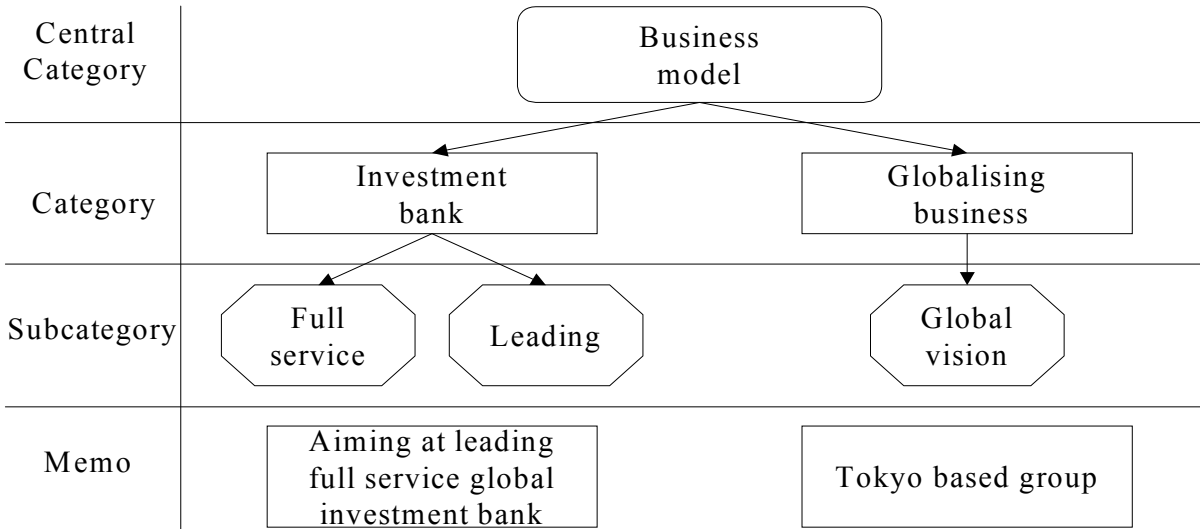 Central
Category
Business
model
Category
Investment
bank
Globalising
business
Subcategory
Full
service
Leading
Global
vision
Memo
Aiming at leading
full service global
investment bank
Tokyo based group